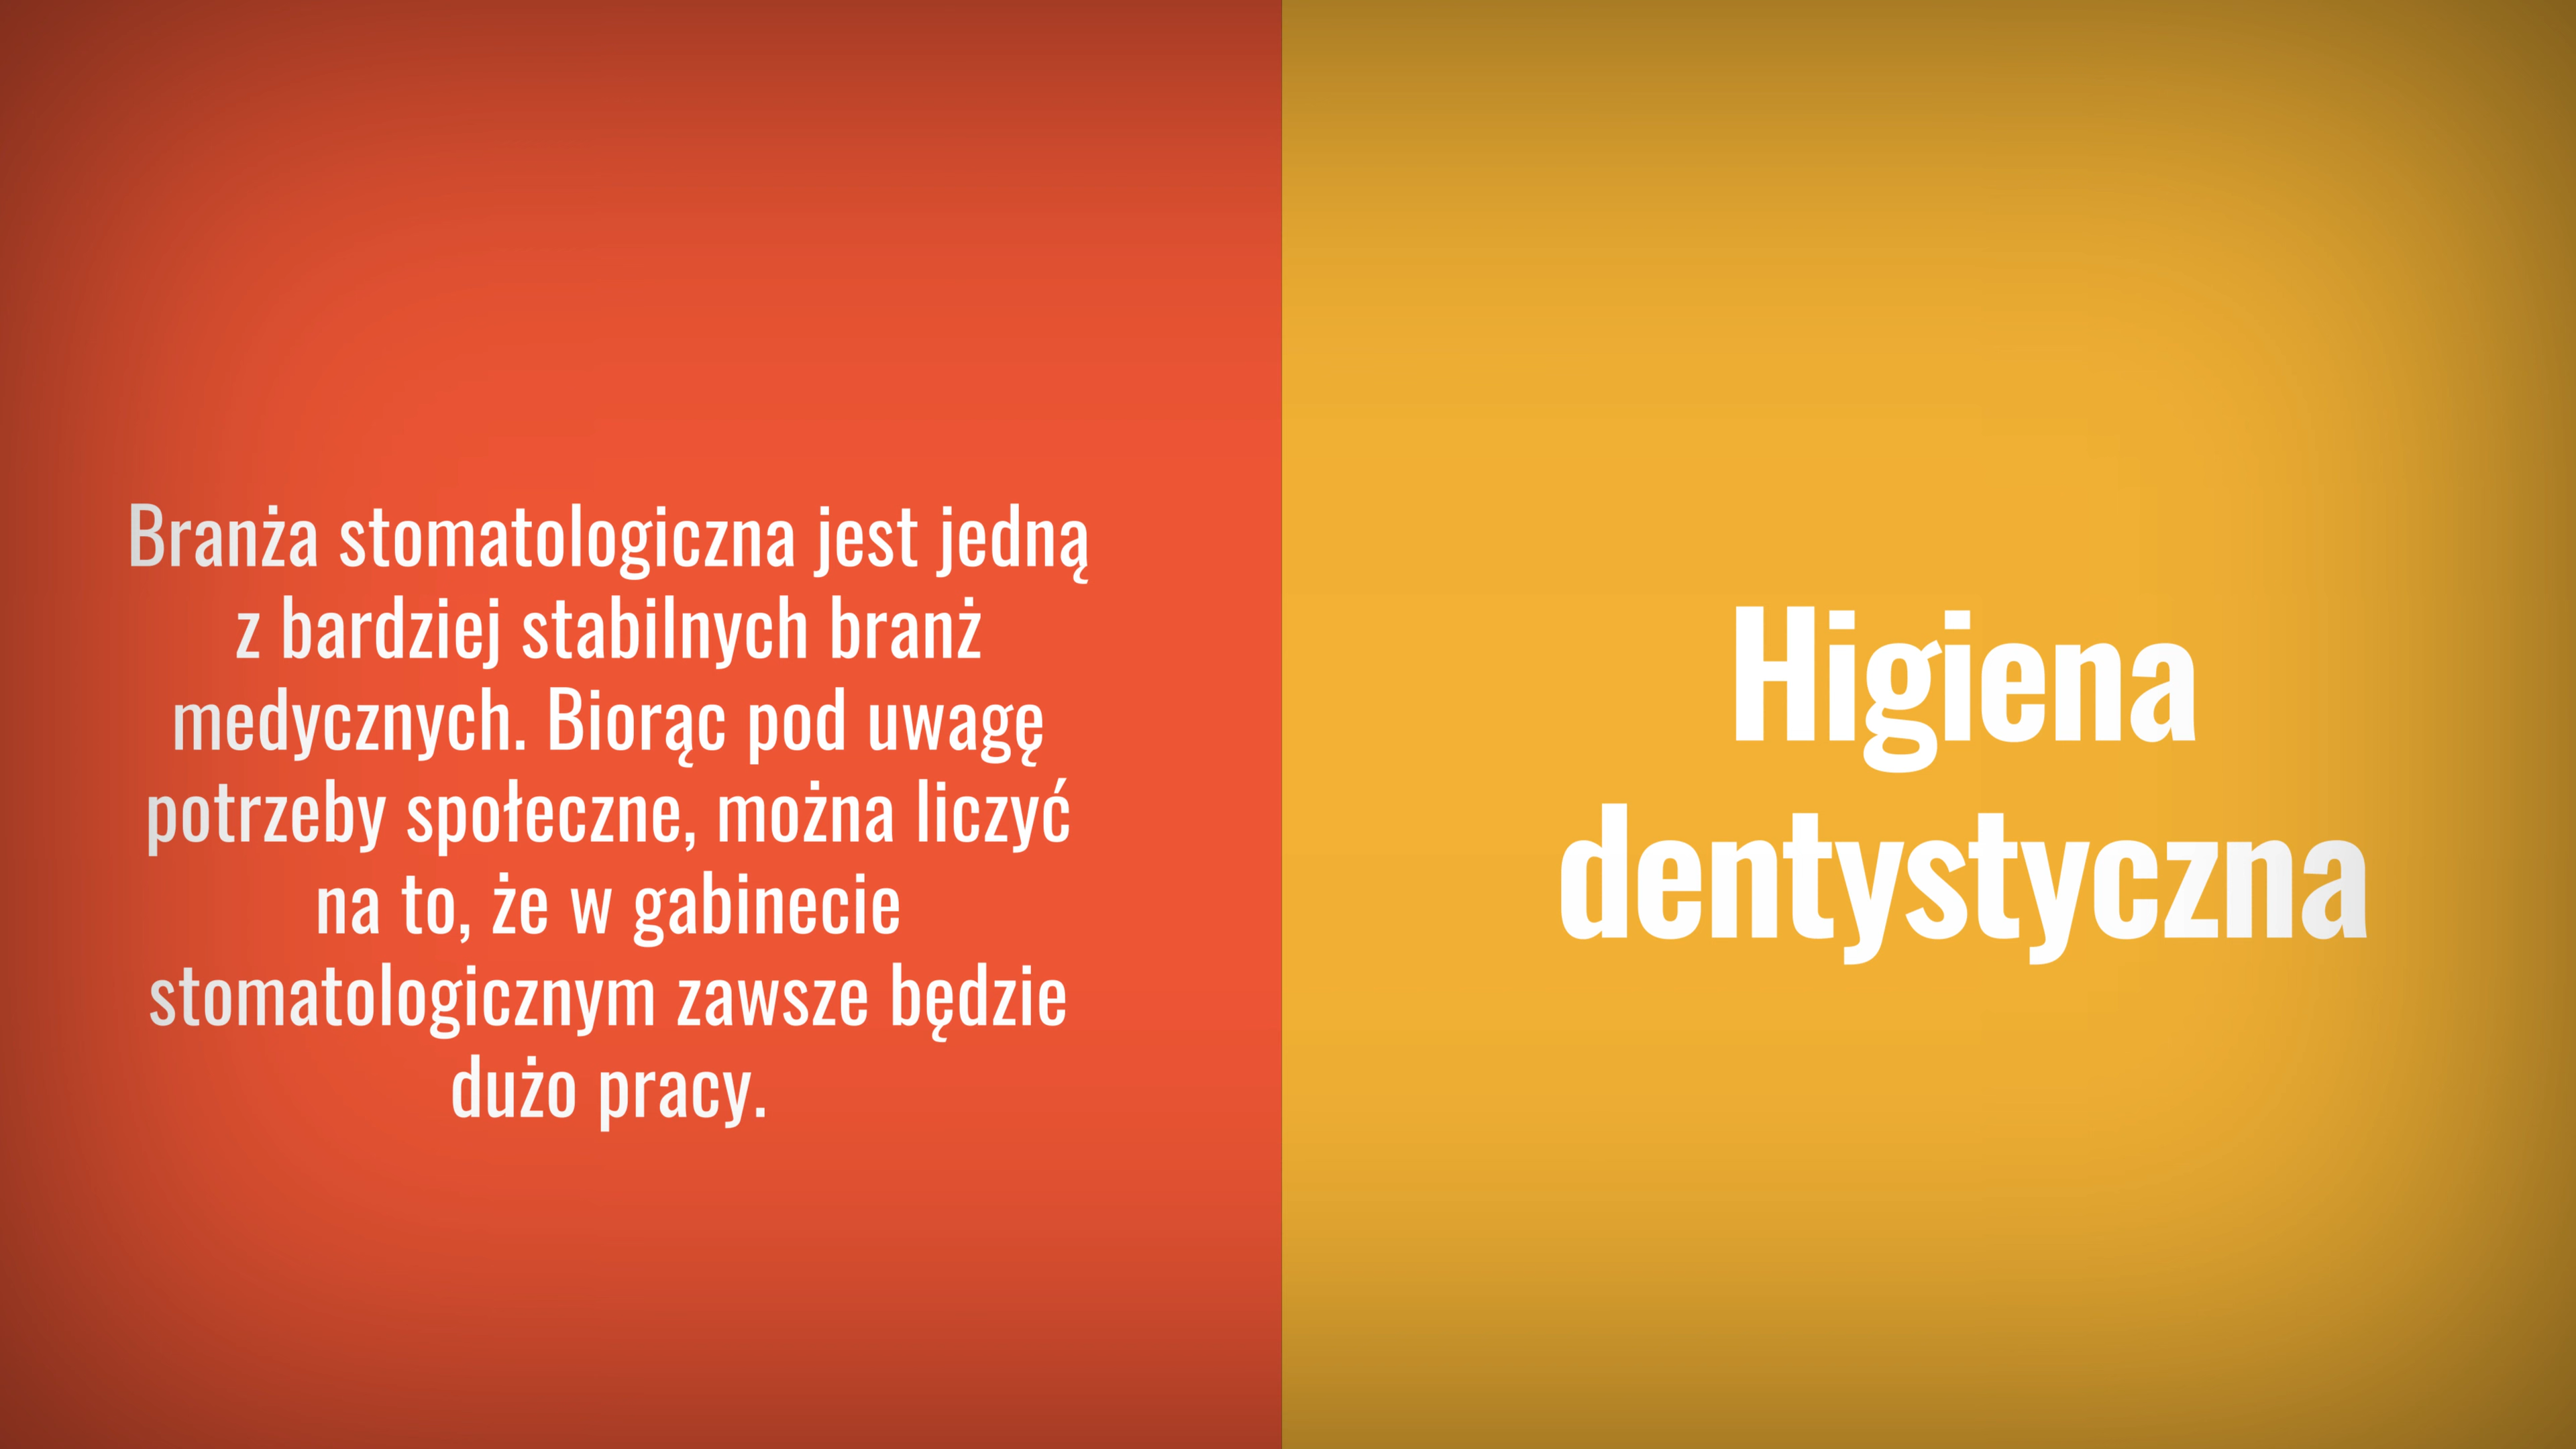 Branża stomatologiczna jest jedną
z bardziej stabilnych branż
medycznych. Biorąc pod uwagę
potrzeby społeczne, można liczyć
na to, że w gabinecie
stomatologicznym zawsze będzie
dużo pracy.
Higiena
dentystyczna